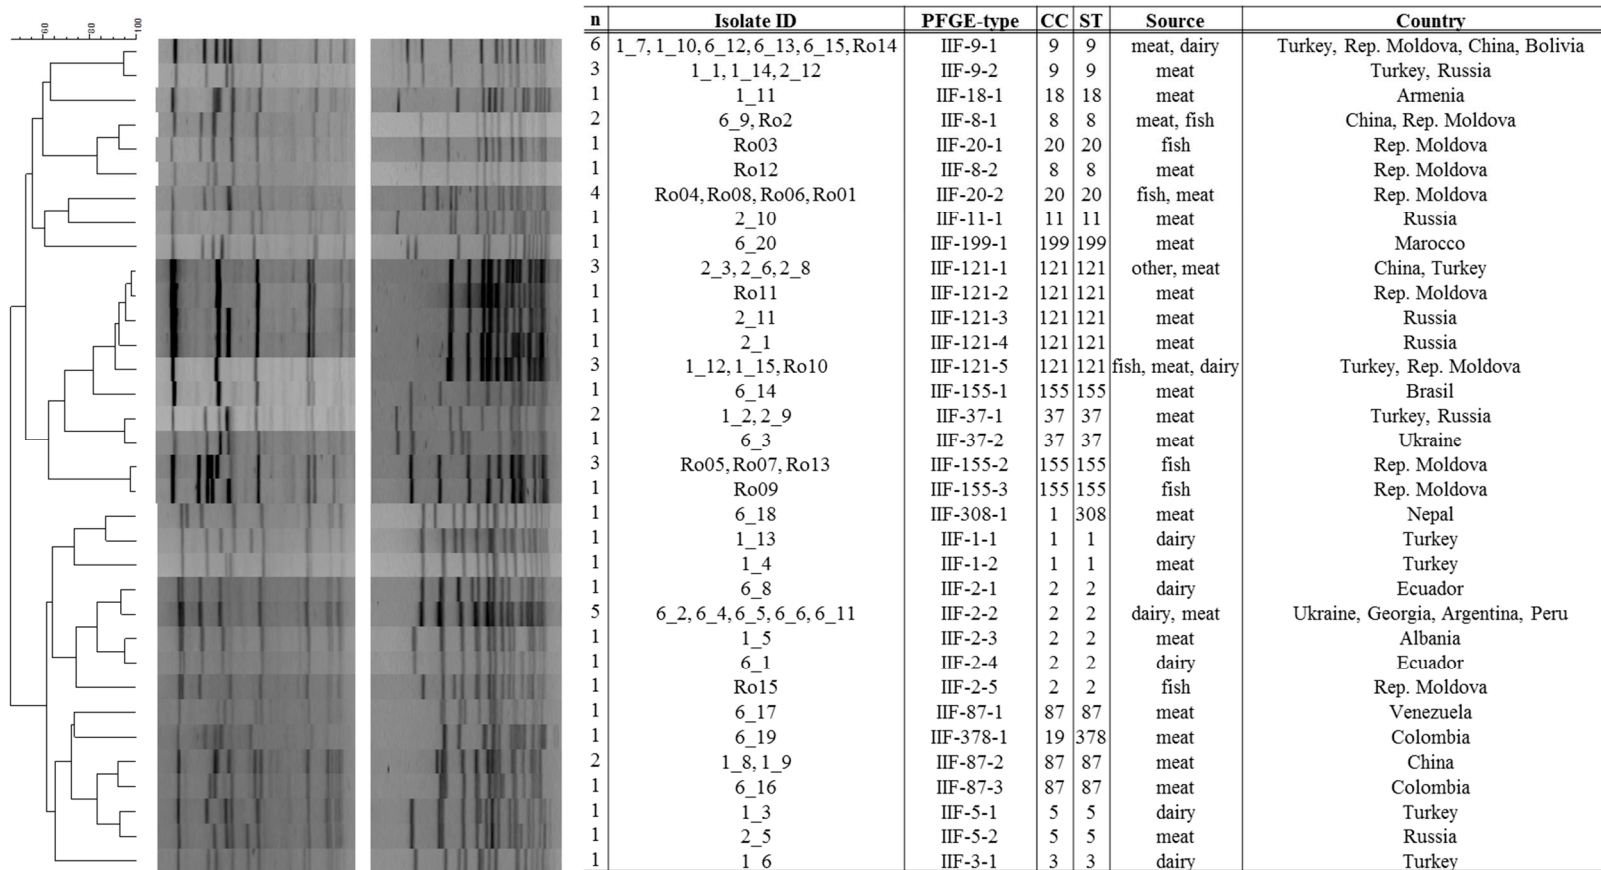 60 80 100
n Isolate ID PFGE-type CC ST Source Country
6 1_7, 1_10, 6_12, 6_13, 6_15, Ro14 IIF-9-1 9 9 meat, dairy Turkey, Rep. Moldova, China, Bolivia
3 1_1, 1_14, 2_12 IIF-9-2 9 9 meat Turkey, Russia
1 1_11 IIF-18-1 18 18 meat Armenia
2 6_9, Ro2 IIF-8-1 8 8 meat, fish China, Rep. Moldova
1 Ro03 IIF-20-1 20 20 fish Rep. Moldova
1 Ro12 IIF-8-2 8 8 meat Rep. Moldova
4 Ro04, Ro08, Ro06, Ro01 IIF-20-2 20 20 fish, meat Rep. Moldova
1 2_10 IIF-11-1 11 11 meat Russia
1 6_20 IIF-199-1 199 199 meat Marocco
3 2_3, 2_6, 2_8 IIF-121-1 121 121 other, meat China, Turkey
1 Ro11 IIF-121-2 121 121 meat Rep. Moldova
1 2_11 IIF-121-3 121 121 meat Russia
1 2_1 IIF-121-4 121 121 meat Russia
3 1_12, 1_15, Ro10 IIF-121-5 121 121 fish, meat, dairy Turkey, Rep. Moldova
1 6_14 IIF-155-1 155 155 meat Brasil
2 1_2, 2_9 IIF-37-1 37 37 meat Turkey, Russia
1 6_3 IIF-37-2 37 37 meat Ukraine
3 Ro05, Ro07, Ro13 IIF-155-2 155 155 fish Rep. Moldova
1 Ro09 IIF-155-3 155 155 fish Rep. Moldova
1 6_18 IIF-308-1 1 308 meat Nepal
1 1_13 IIF-1-1 1 1 dairy Turkey
1 1_4 IIF-1-2 1 1 meat Turkey
1 6_8 IIF-2-1 2 2 dairy Ecuador
5 6_2, 6_4, 6_5, 6_6, 6_11 IIF-2-2 2 2 dairy, meat Ukraine, Georgia, Argentina, Peru
1 1_5 IIF-2-3 2 2 meat Albania
1 6_1 IIF-2-4 2 2 dairy Ecuador
1 Ro15 IIF-2-5 2 2 fish Rep. Moldova
1 6_17 IIF-87-1 87 87 meat Venezuela
1 6_19 IIF-378-1 19 378 meat Colombia
2 1_8, 1_9 IIF-87-2 87 87 meat China
1 6_16 IIF-87-3 87 87 meat Colombia
1 1_3 IIF-5-1 5 5 dairy Turkey
1 2_5 IIF-5-2 5 5 meat Russia
1 1_6 IIF-3-1 3 3 dairy Turkey